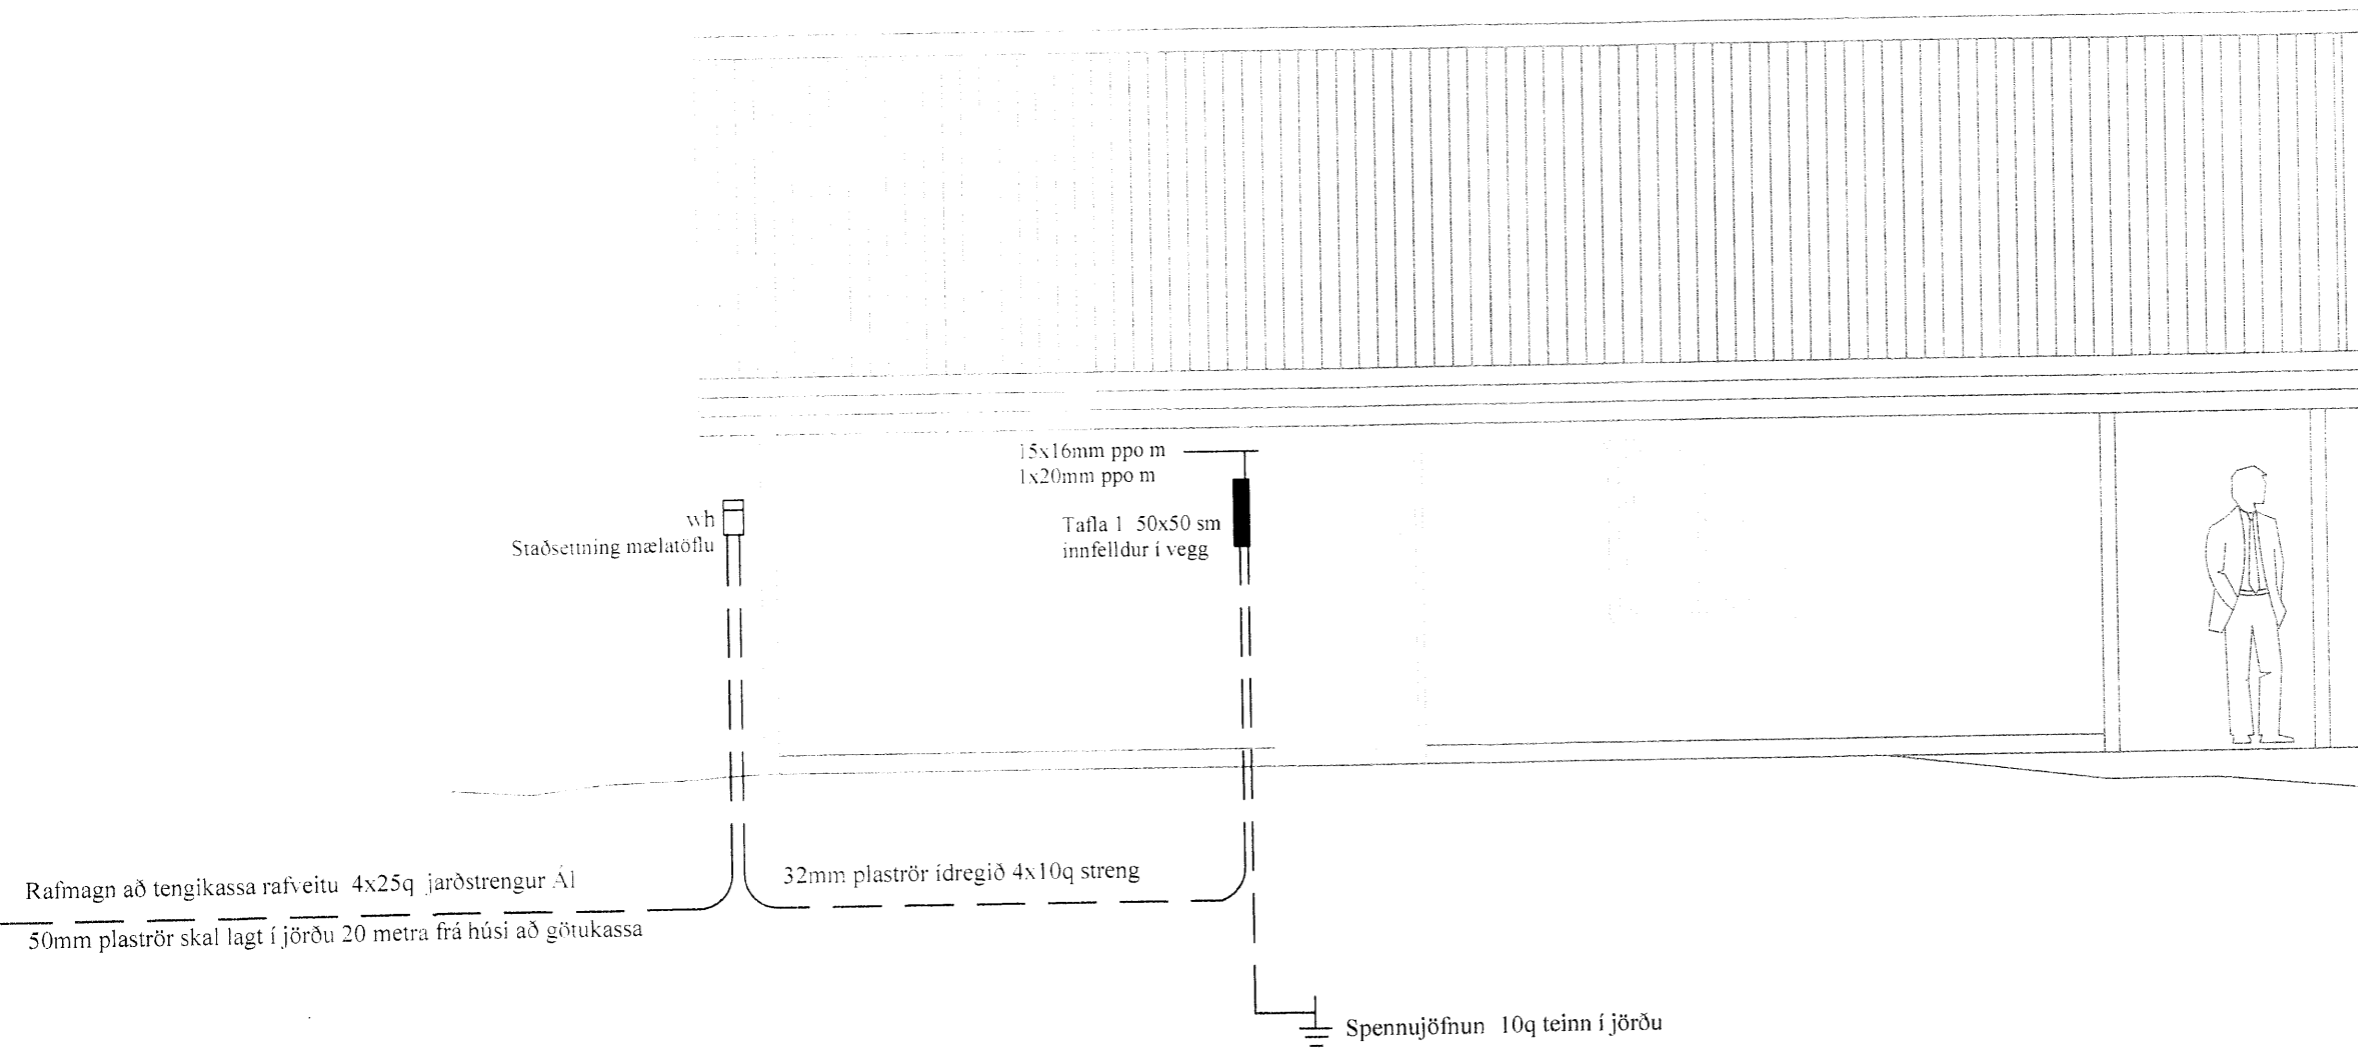 15x16mm ppo m
1x20mm ppo m
wh
Staðsettning mælatöflu
Tafla 1 50x50 sm
innfelldur í vegg
Rafmagn að tengikassa rafveitu 4x25q jarðstrengur Ál
50mm plaströr skal lagt í jörðu 20 metra frá húsi að götukassa
32mm plaströr ídregið 4x10q streng
Spennujöfnun 10q teinn í jörðu